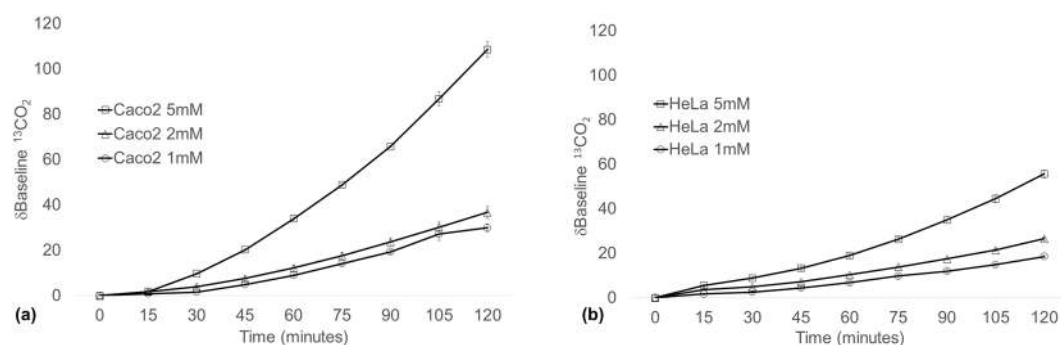 120
100
80
60
40
20
0
δBaseline ¹³CO₂
Caco2 5mM
Caco2 2mM
Caco2 1mM
0 15 30 45 60 75 90 105 120
Time (minutes)
(a)
120
100
80
60
40
20
0
δBaseline ¹³CO₂
HeLa 5mM
HeLa 2mM
HeLa 1mM
0 15 30 45 60 75 90 105 120
Time (minutes)
(b)